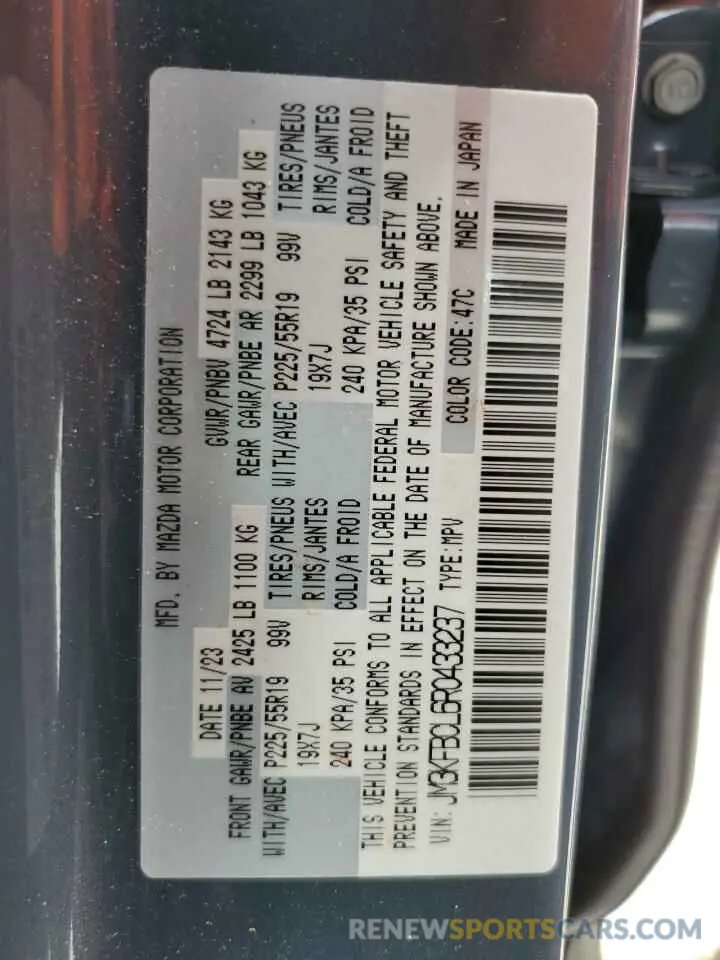 MFD. BY MAZDA MOTOR CORPORATION
DATE 11/23 GVWR/PNBV 4724 LB 2143 KG
FRONT GAWR/PNBE AV 2425 LB 1100 KG REAR GAWR/PNBE AR 2299 LB 1043 KG
WITH/AVEC P225/55R19 99V TIRES/PNEUS WITH/AVEC P225/55R19 99V TIRES/PNEUS
19X7J RIMS/JANTES 19X7J RIMS/JANTES
240 KPA/35 PSI COLD/A FROID 240 KPA/35 PSI COLD/A FROID
THIS VEHICLE CONFORMS TO ALL APPLICABLE FEDERAL MOTOR VEHICLE SAFETY AND THEFT
PREVENTION STANDARDS IN EFFECT ON THE DATE OF MANUFACTURE SHOWN ABOVE.
VIN: JM3KFBCL6R0433237 TYPE:MPV COLOR CODE:47C MADE IN JAPAN
RENEWSPORTSCARS.COM